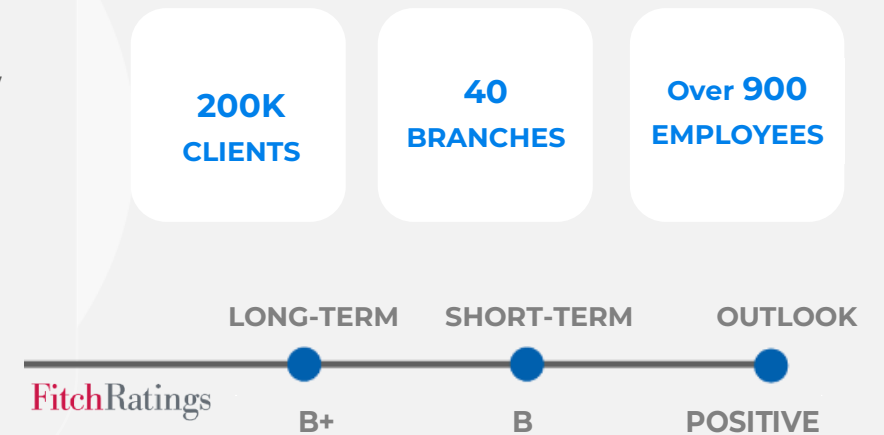 200K
CLIENTS
40
BRANCHES
Over 900
EMPLOYEES
LONG-TERM
SHORT-TERM
OUTLOOK
FitchRatings
B+
B
POSITIVE